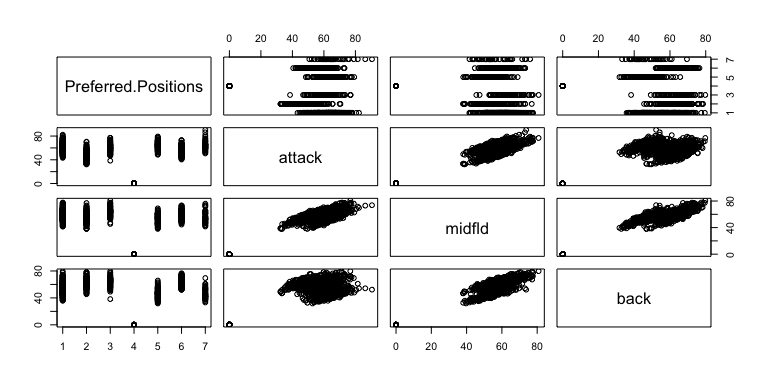 0 20 40 60 80 0 20 40 60 80
Preferred.Positions 1 3 5 7
0 40 80 attack
midfld 0 40 80
0 40 80 back
1 2 3 4 5 6 7 0 20 40 60 80